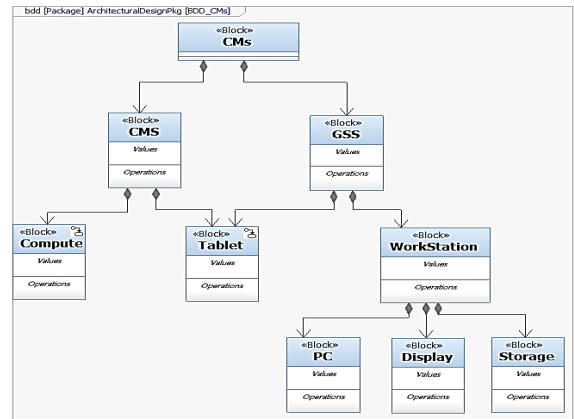 bdd [Package] ArchitecturalDesignPkg [BDD_CMs]
«Block»
CMs
«Block»
CMS
Values
Operations
«Block»
GSS
Values
Operations
«Block»
Compute
Values
Operations
«Block»
Tablet
Values
Operations
«Block»
WorkStation
Values
Operations
«Block»
PC
Values
Operations
«Block»
Display
Values
Operations
«Block»
Storage
Values
Operations